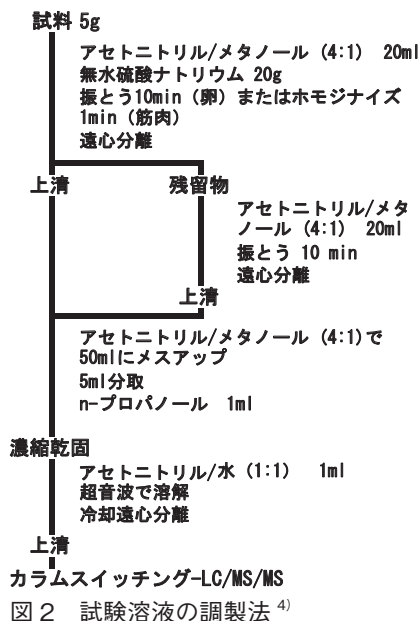 試料 5g
アセトニトリル/メタノール (4:1) 20ml
無水硫酸ナトリウム 20g
振とう10min（卵）またはホモジナイズ
1min（筋肉）
遠心分離
上清
残留物
アセトニトリル/メタ
ノール (4:1) 20ml
振とう 10 min
遠心分離
上清
アセトニトリル/メタノール (4:1)で
50mlにメスアップ
5ml分取
n-プロパノール 1ml
濃縮乾固
アセトニトリル/水 (1:1) 1ml
超音波で溶解
冷却遠心分離
上清
カラムスイッチング-LC/MS/MS
図２ 試験溶液の調製法 4)